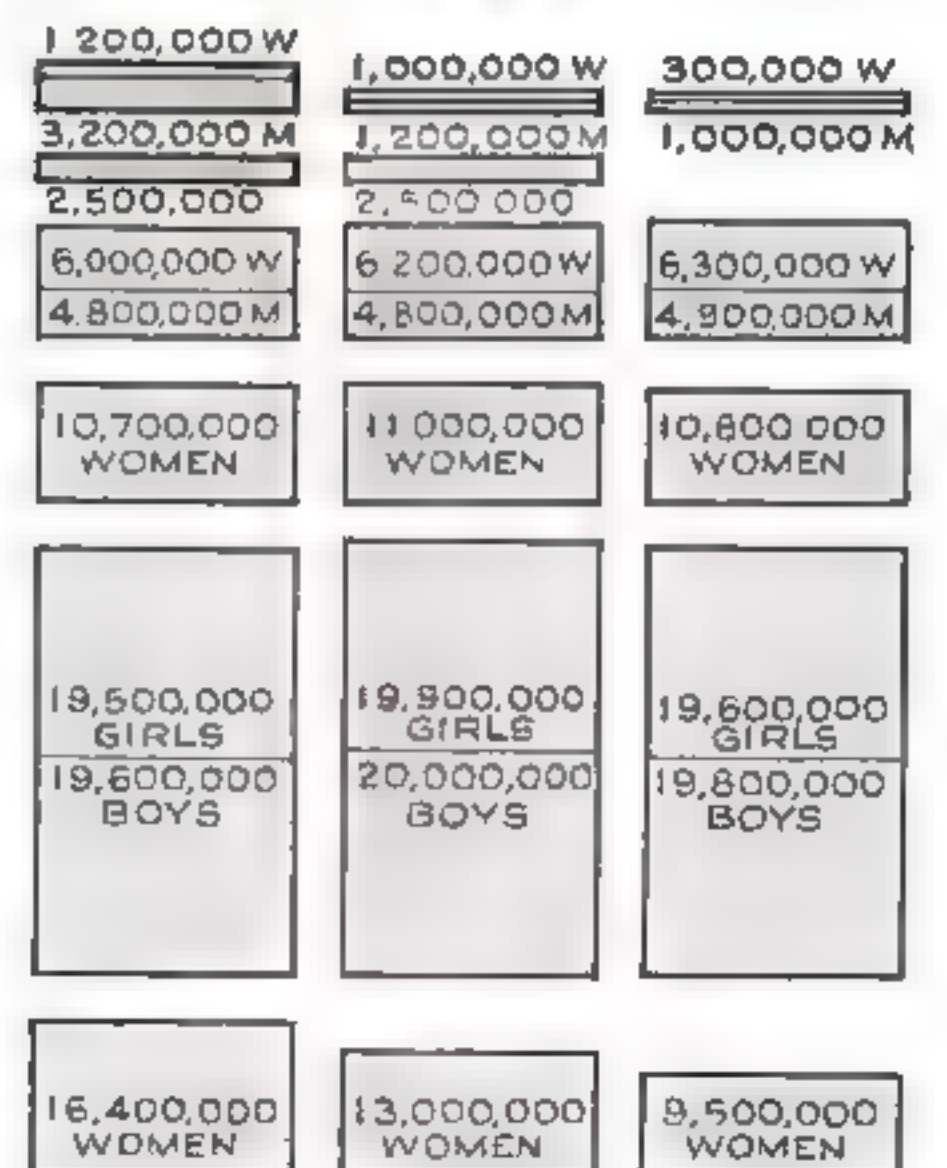 1 200,000 W
1,000,000 W
300,000 W
3,200,000 M
1,200,000 M
1,000,000 M
2,500,000
2,500 000
6,000,000 W
6 200.000 W
6,300,000 W
4.800,000 M
4,800,000 M
4,900,000 M
10,700,000
WOMEN
11 000,000
WOMEN
10,800 000
WOMEN
19,500,000
GIRLS
19,900,000
GIRLS
19,600,000
GIRLS
19,600,000
BOYS
20,000,000
BOYS
19,800,000
BOYS
16,400,000
WOMEN
13,000,000
WOMEN
9,500,000
WOMEN